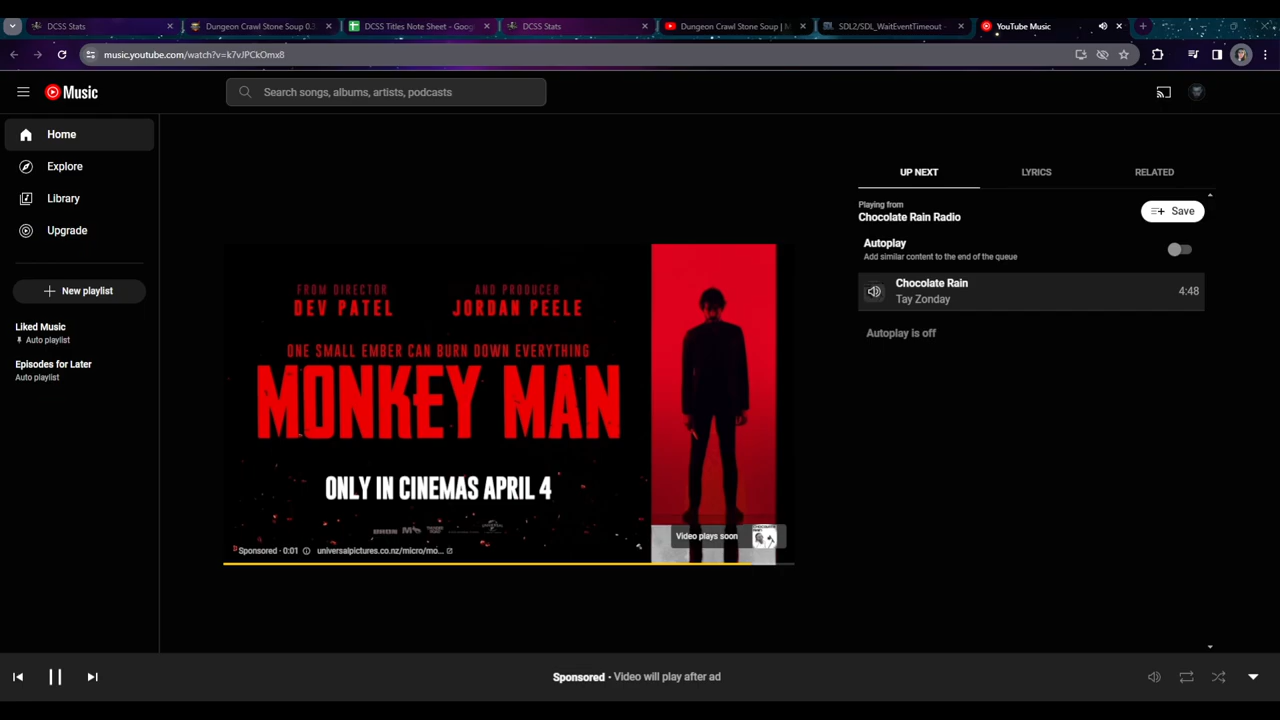 DCSS Stats
Dungeon Crawl Stone Soup 0.3
DCSS Titles Note Sheet - Goog
DCSS Stats
Dungeon Crawl Stone Soup | M
SDL2/SDL_WaitEventTimeout -
YouTube Music
music.youtube.com/watch?v=k7vJPCkOmx8
Music
Search songs, albums, artists, podcasts
Home
Explore
Library
Upgrade
New playlist
Liked Music
Auto playlist
Episodes for Later
Auto playlist
FROM DIRECTOR
DEV PATEL
AND PRODUCER
JORDAN PEELE
ONE SMALL EMBER CAN BURN DOWN EVERYTHING
MONKEY MAN
ONLY IN CINEMAS APRIL 4
Sponsored · 0:01
universalpictures.co.nz/micro/mo...
Video plays soon
UP NEXT
LYRICS
RELATED
Playing from
Chocolate Rain Radio
Save
Autoplay
Add similar content to the end of the queue
Chocolate Rain
Tay Zonday
4:48
Autoplay is off
Sponsored · Video will play after ad